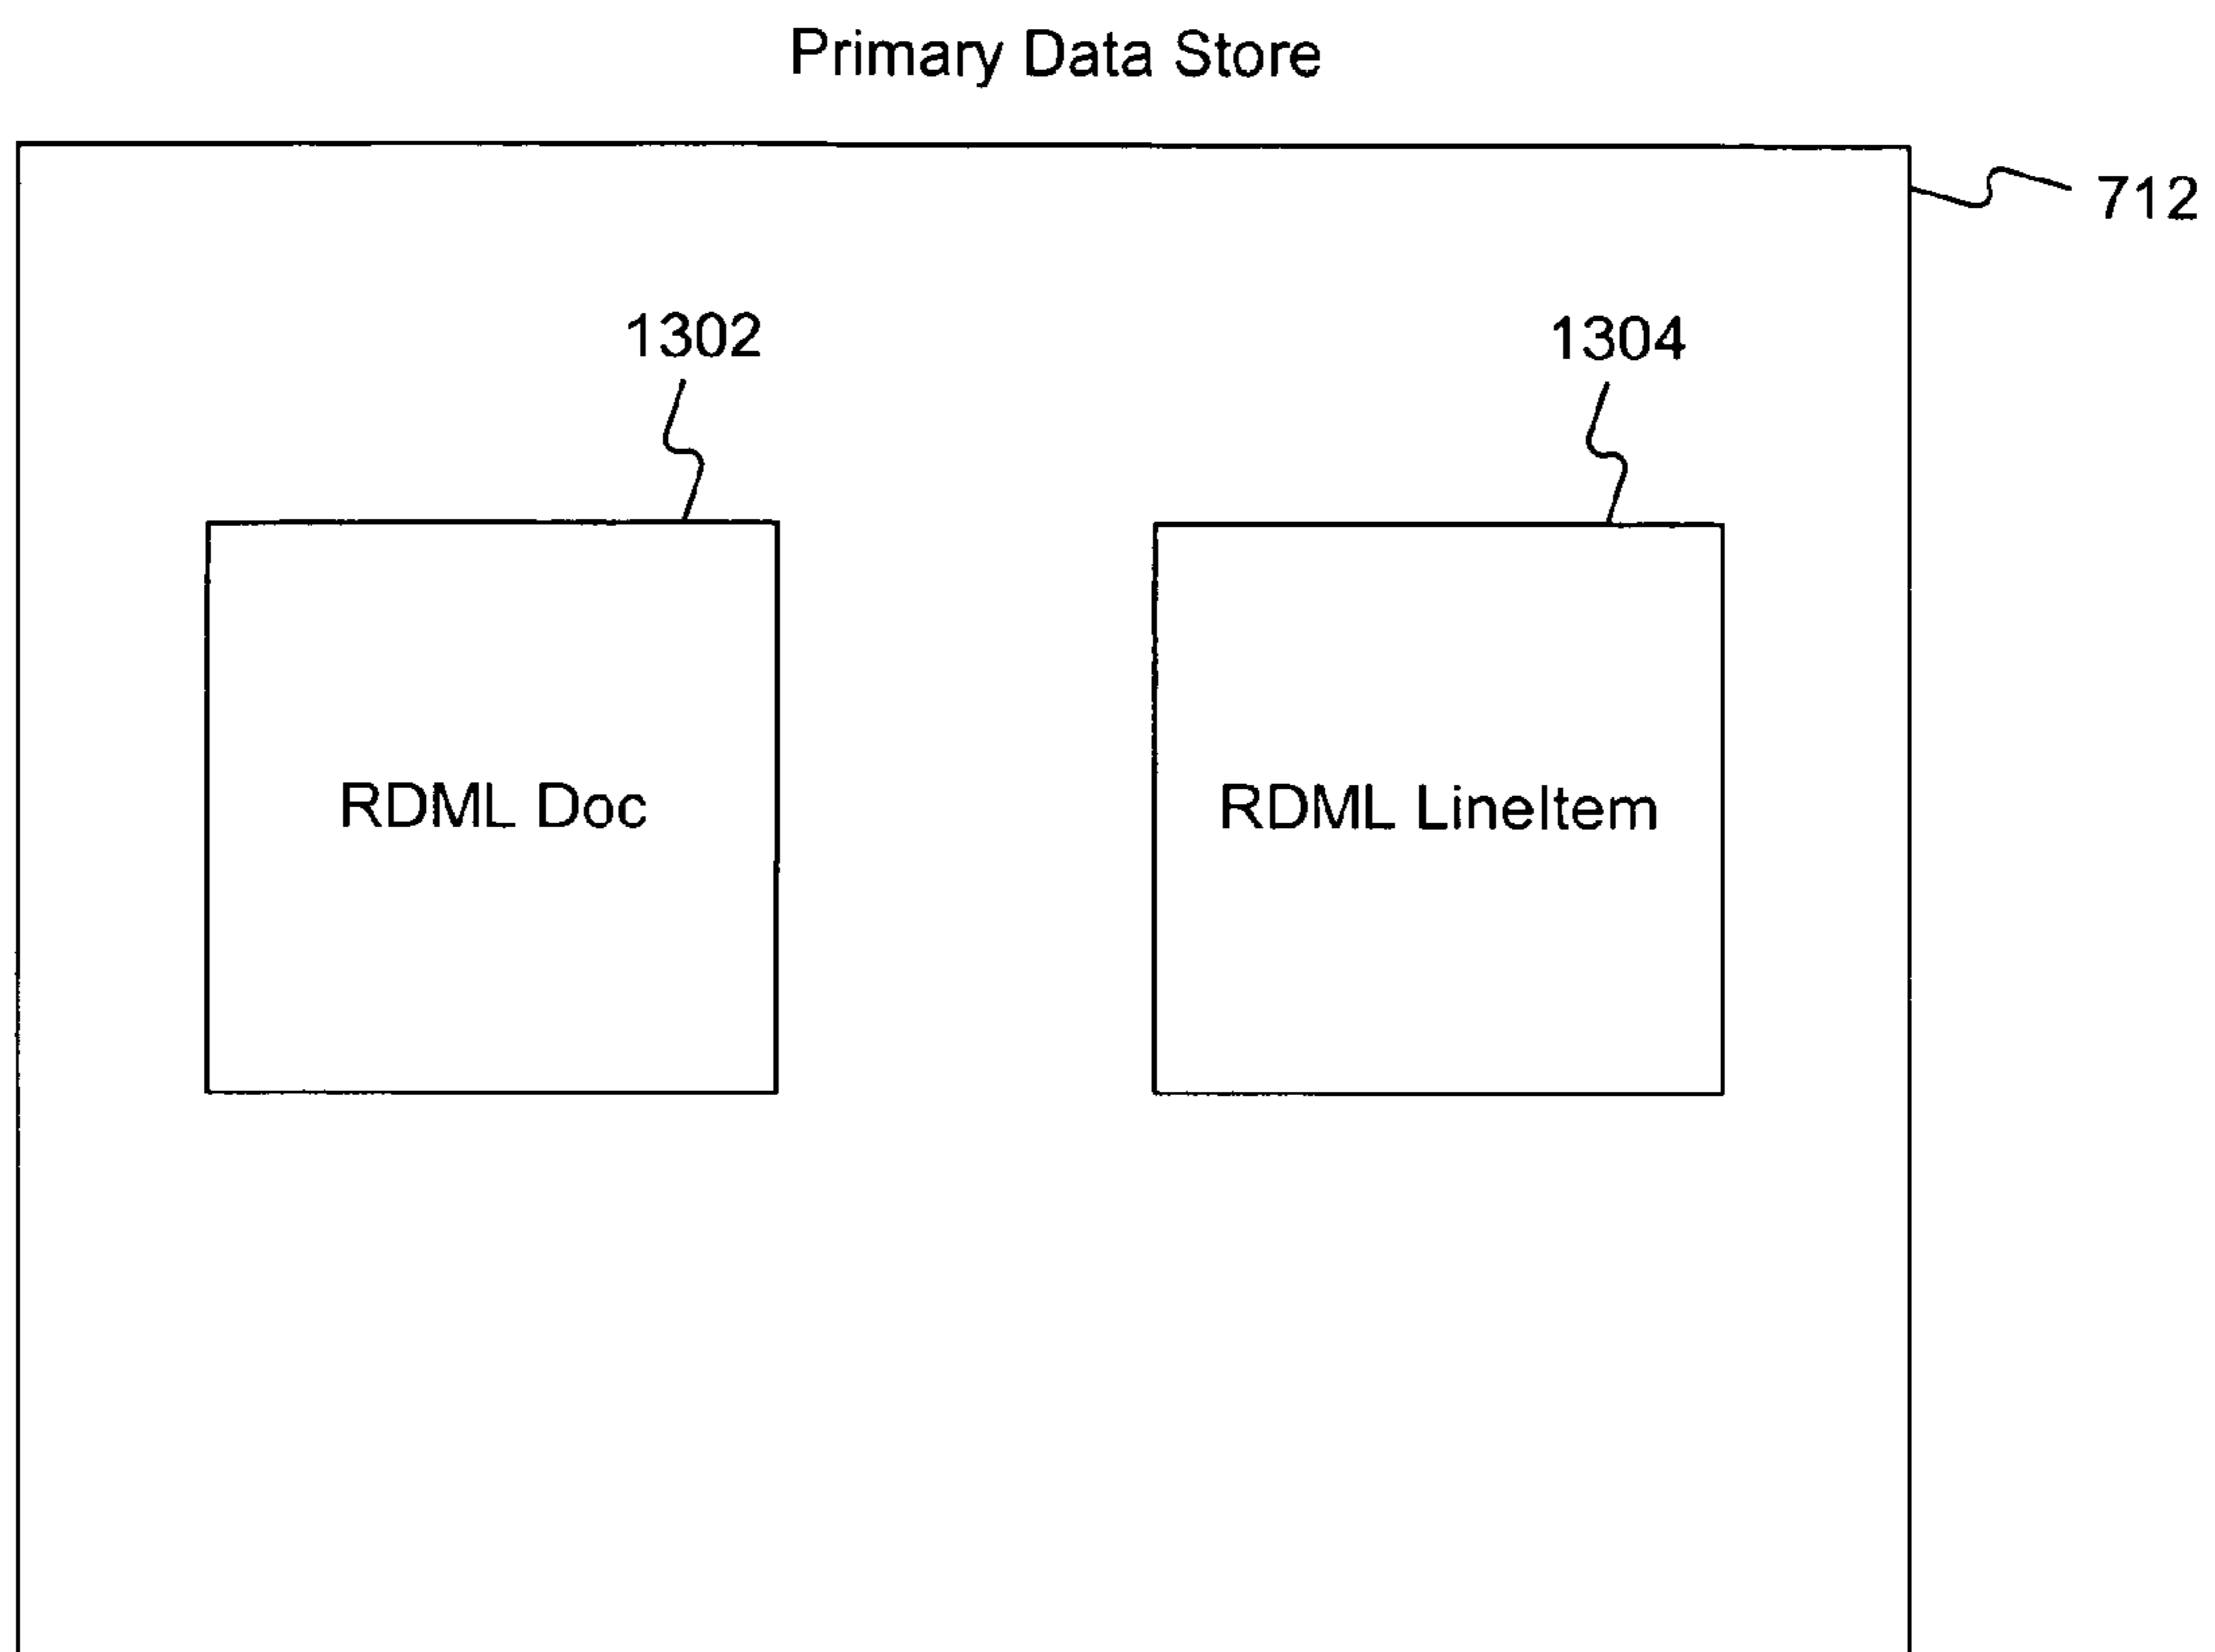 Primary Data Store
712
1302
1304
RDML Doc
RDML LineItem